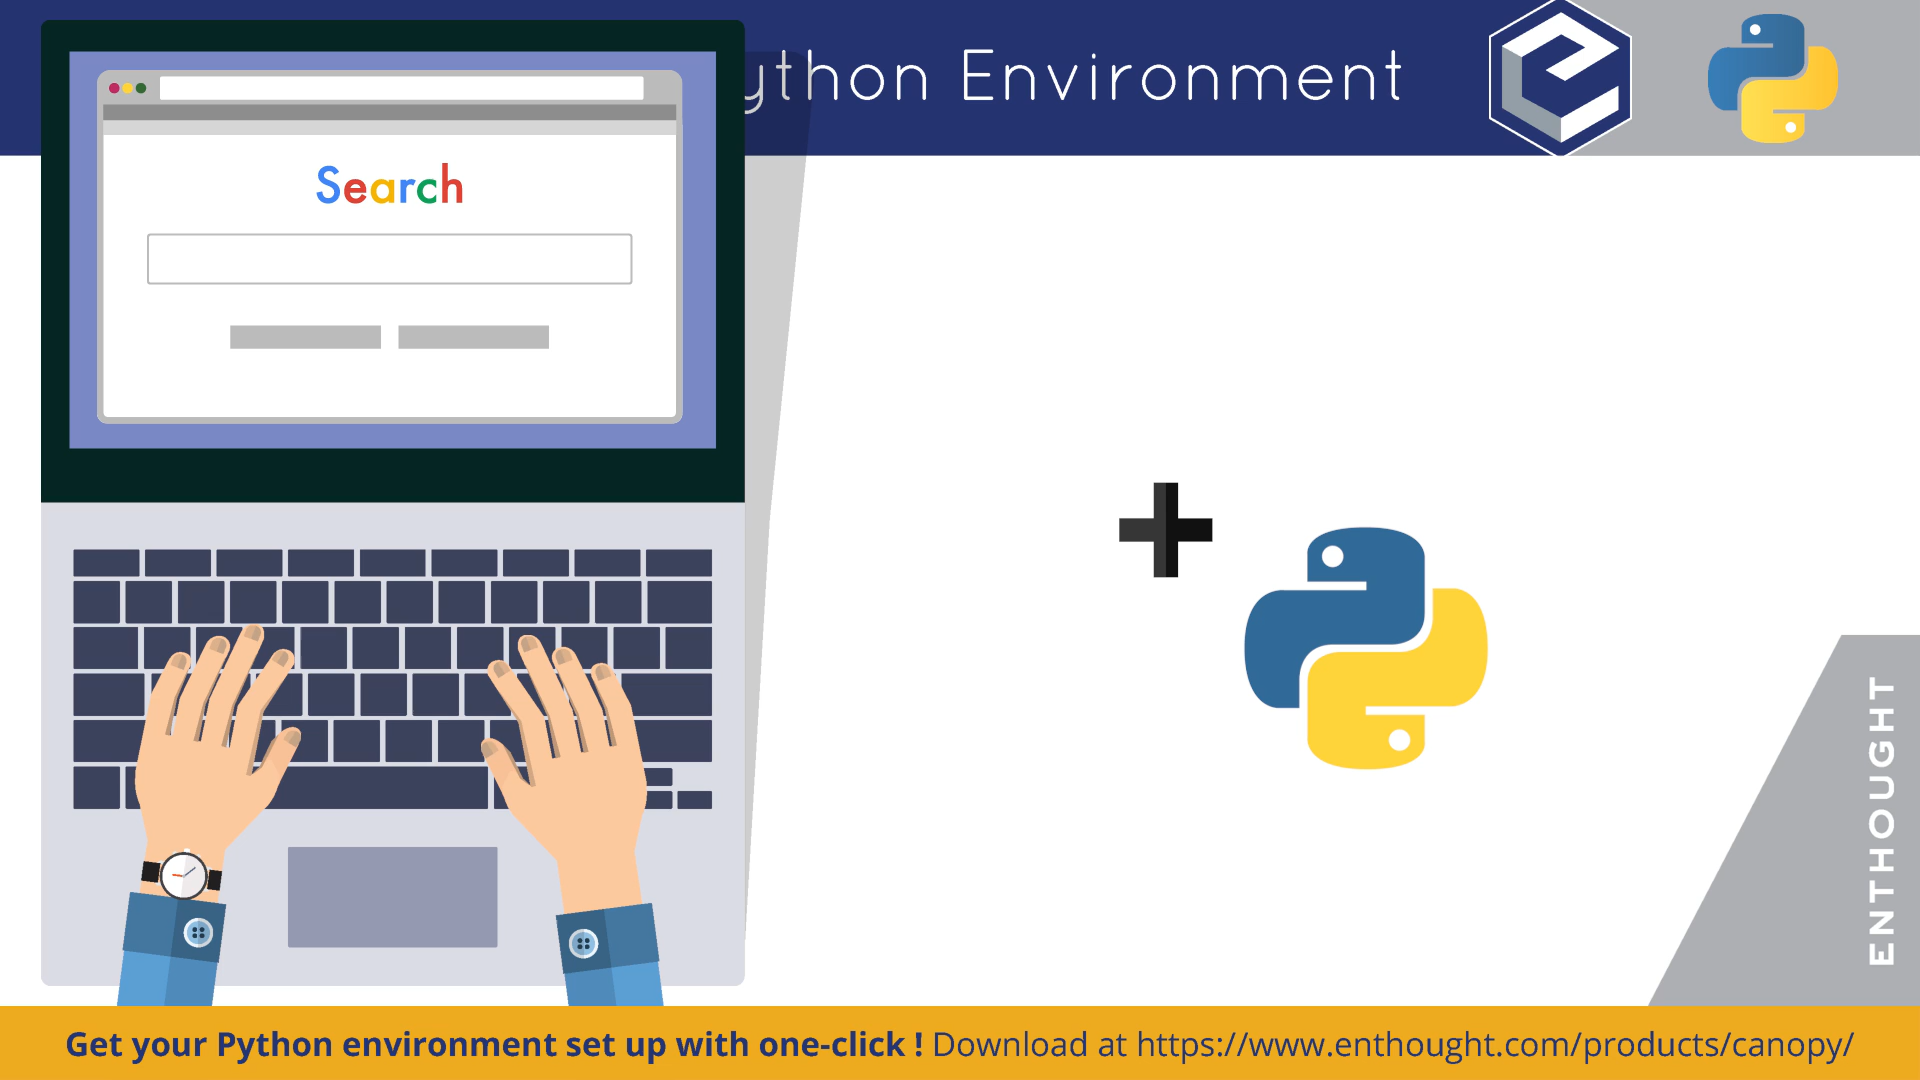 ython Environment
Search
ENTHOUGHT
Get your Python environment set up with one-click ! Download at https://www.enthought.com/products/canopy/